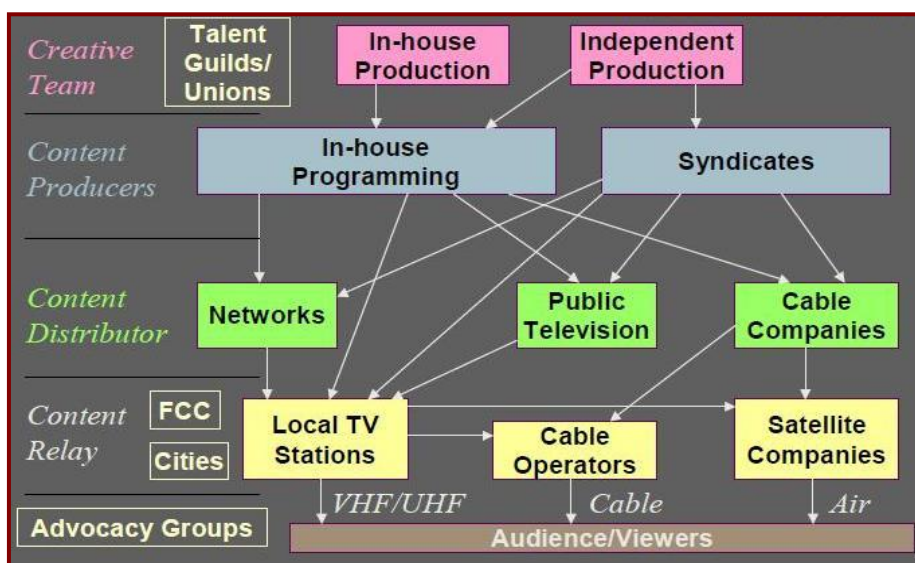 Creative
Team
Talent
Guilds/
Unions
In-house
Production
Independent
Production
Content
Producers
In-house
Programming
Syndicates
Content
Distributor
Networks
Public
Television
Cable
Companies
Content
Relay
FCC
Cities
Local TV
Stations
Cable
Operators
Satellite
Companies
VHF/UHF
Cable
Air
Advocacy Groups
Audience/Viewers